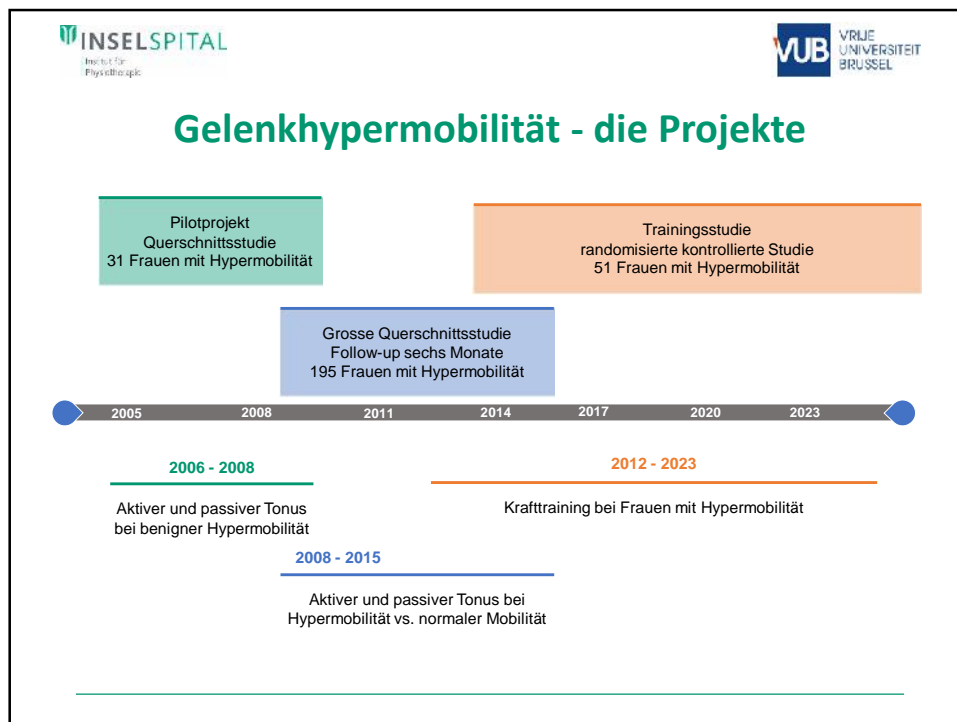 INSELSPITAL
Institut für
Physiotherapie
VUB
VRIJE
UNIVERSITEIT
BRUSSEL
Gelenkhypermobilität - die Projekte
Pilotprojekt
Querschnittsstudie
31 Frauen mit Hypermobilität
Trainingsstudie
randomisierte kontrollierte Studie
51 Frauen mit Hypermobilität
Grosse Querschnittsstudie
Follow-up sechs Monate
195 Frauen mit Hypermobilität
2005 2008 2011 2014 2017 2020 2023
2006 - 2008
Aktiver und passiver Tonus
bei benigner Hypermobilität
2012 - 2023
Krafttraining bei Frauen mit Hypermobilität
2008 - 2015
Aktiver und passiver Tonus bei
Hypermobilität vs. normaler Mobilität